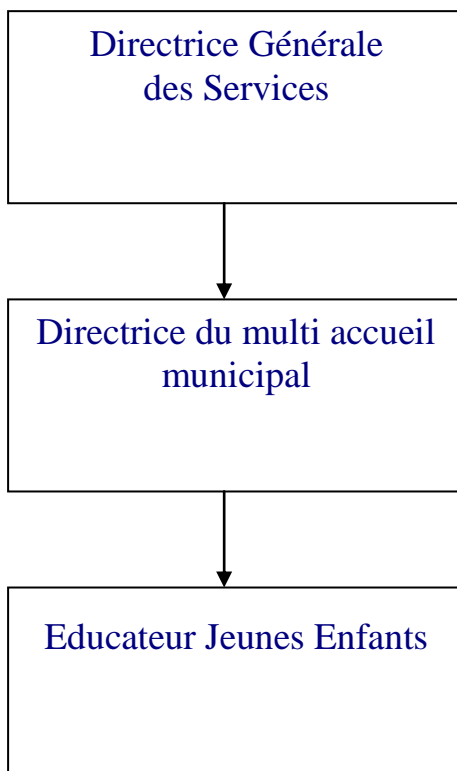 Directrice Générale
des Services
Directrice du multi accueil
municipal
Educateur Jeunes Enfants